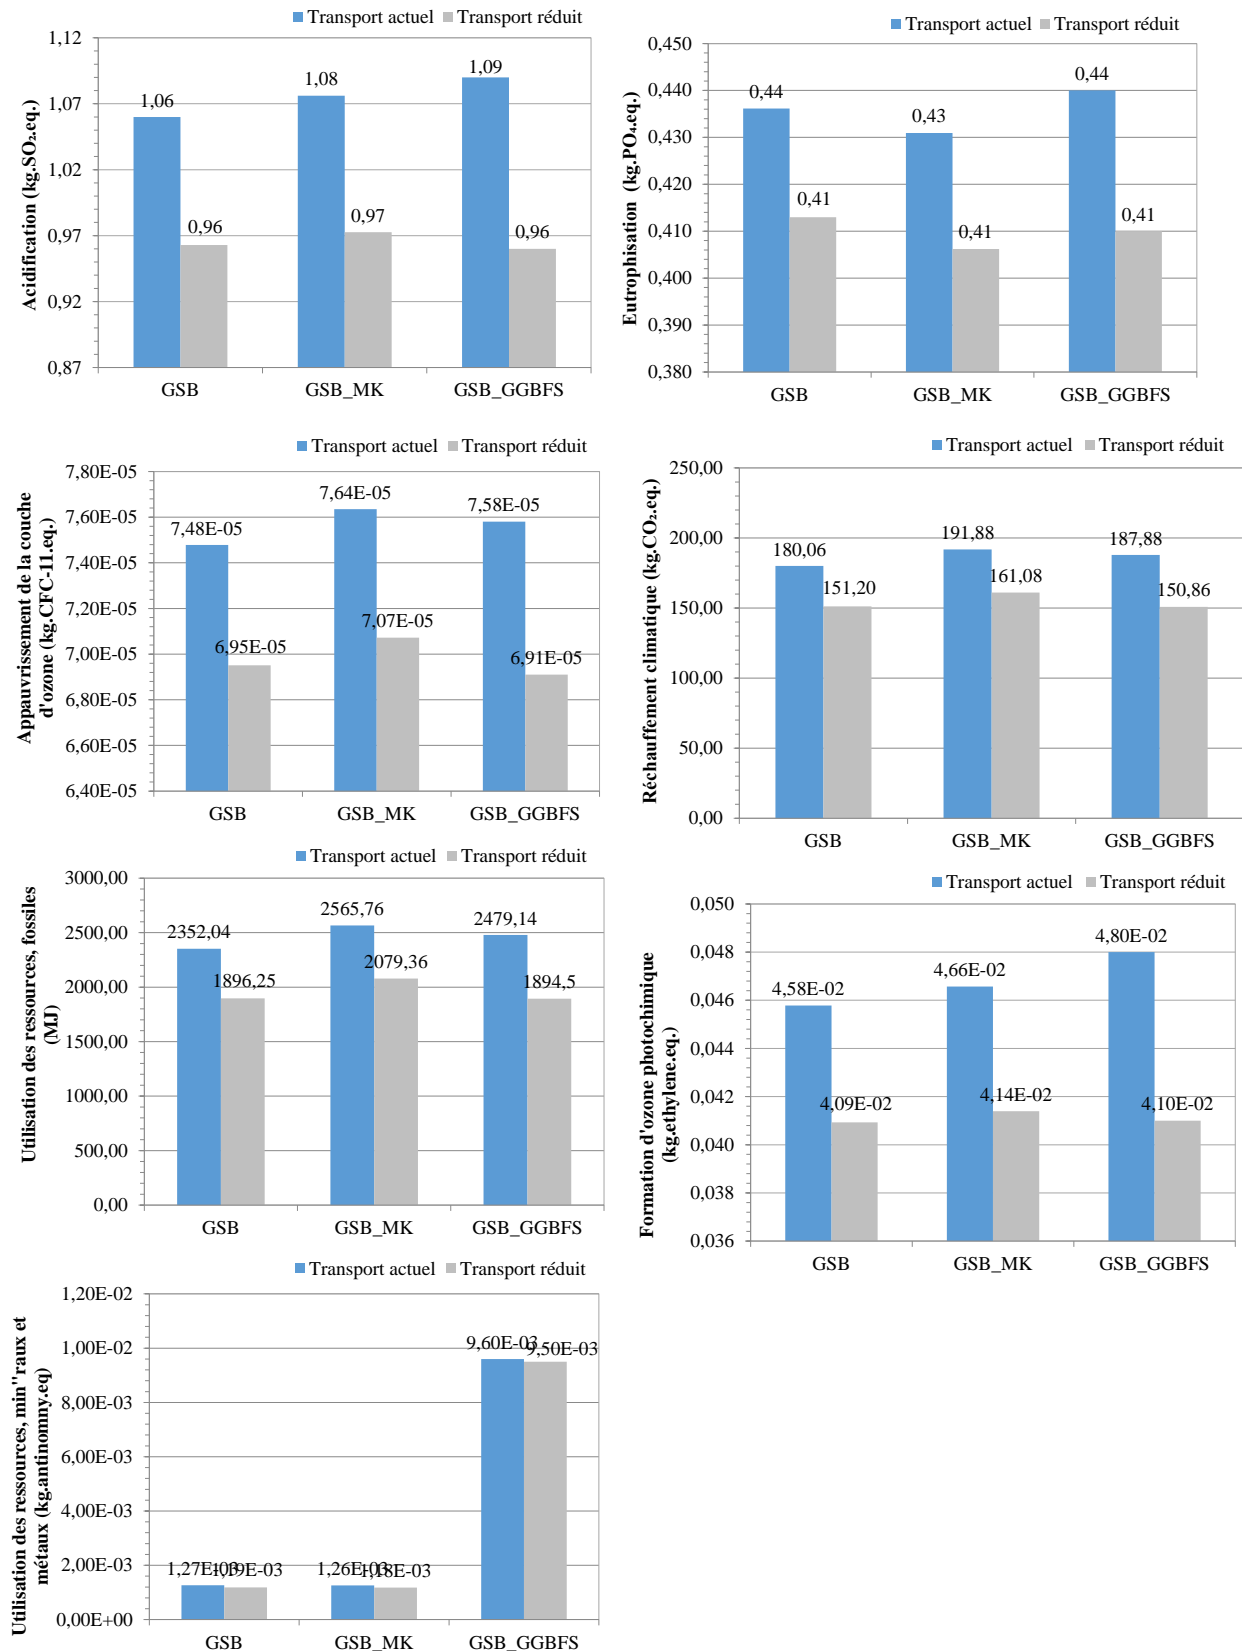 Transport actuel Transport réduit
Acidification (kg.SO₂.eq.)
1,12
1,07
1,02
0,97
0,92
0,87
1,06
0,96
1,08
0,97
1,09
0,96
GSB GSB_MK GSB_GGBFS
Transport actuel Transport réduit
Eutrophisation (kg.PO₄.eq.)
0,450
0,440
0,430
0,420
0,410
0,400
0,390
0,380
0,44
0,41
0,43
0,41
0,44
0,41
GSB GSB_MK GSB_GGBFS
Transport actuel Transport réduit
Appauvrissement de la couche
d'ozone (kg.CFC-11.eq.)
7,80E-05
7,60E-05
7,40E-05
7,20E-05
7,00E-05
6,80E-05
6,60E-05
6,40E-05
7,48E-05
6,95E-05
7,64E-05
7,07E-05
7,58E-05
6,91E-05
GSB GSB_MK GSB_GGBFS
Transport actuel Transport réduit
Réchauffement climatique (kg.CO₂.eq.)
250,00
200,00
150,00
100,00
50,00
0,00
180,06
151,20
191,88
161,08
187,88
150,86
GSB GSB_MK GSB_GGBFS
Transport actuel Transport réduit
Utilisation des ressources, fossiles
(MJ)
3000,00
2500,00
2000,00
1500,00
1000,00
500,00
0,00
2352,04
1896,25
2565,76
2079,36
2479,14
1894,5
GSB GSB_MK GSB_GGBFS
Transport actuel Transport réduit
Formation d'ozone photochimique
(kg.ethylene.eq.)
0,050
0,048
0,046
0,044
0,042
0,040
0,038
0,036
4,58E-02
4,09E-02
4,66E-02
4,14E-02
4,80E-02
4,10E-02
GSB GSB_MK GSB_GGBFS
Transport actuel Transport réduit
Utilisation des ressources, min''raux et
métaux (kg.antinomny.eq)
1,20E-02
1,00E-02
8,00E-03
6,00E-03
4,00E-03
2,00E-03
0,00E+00
1,27E-03
1,19E-03
1,26E-03
1,18E-03
9,60E-03
9,50E-03
GSB GSB_MK GSB_GGBFS